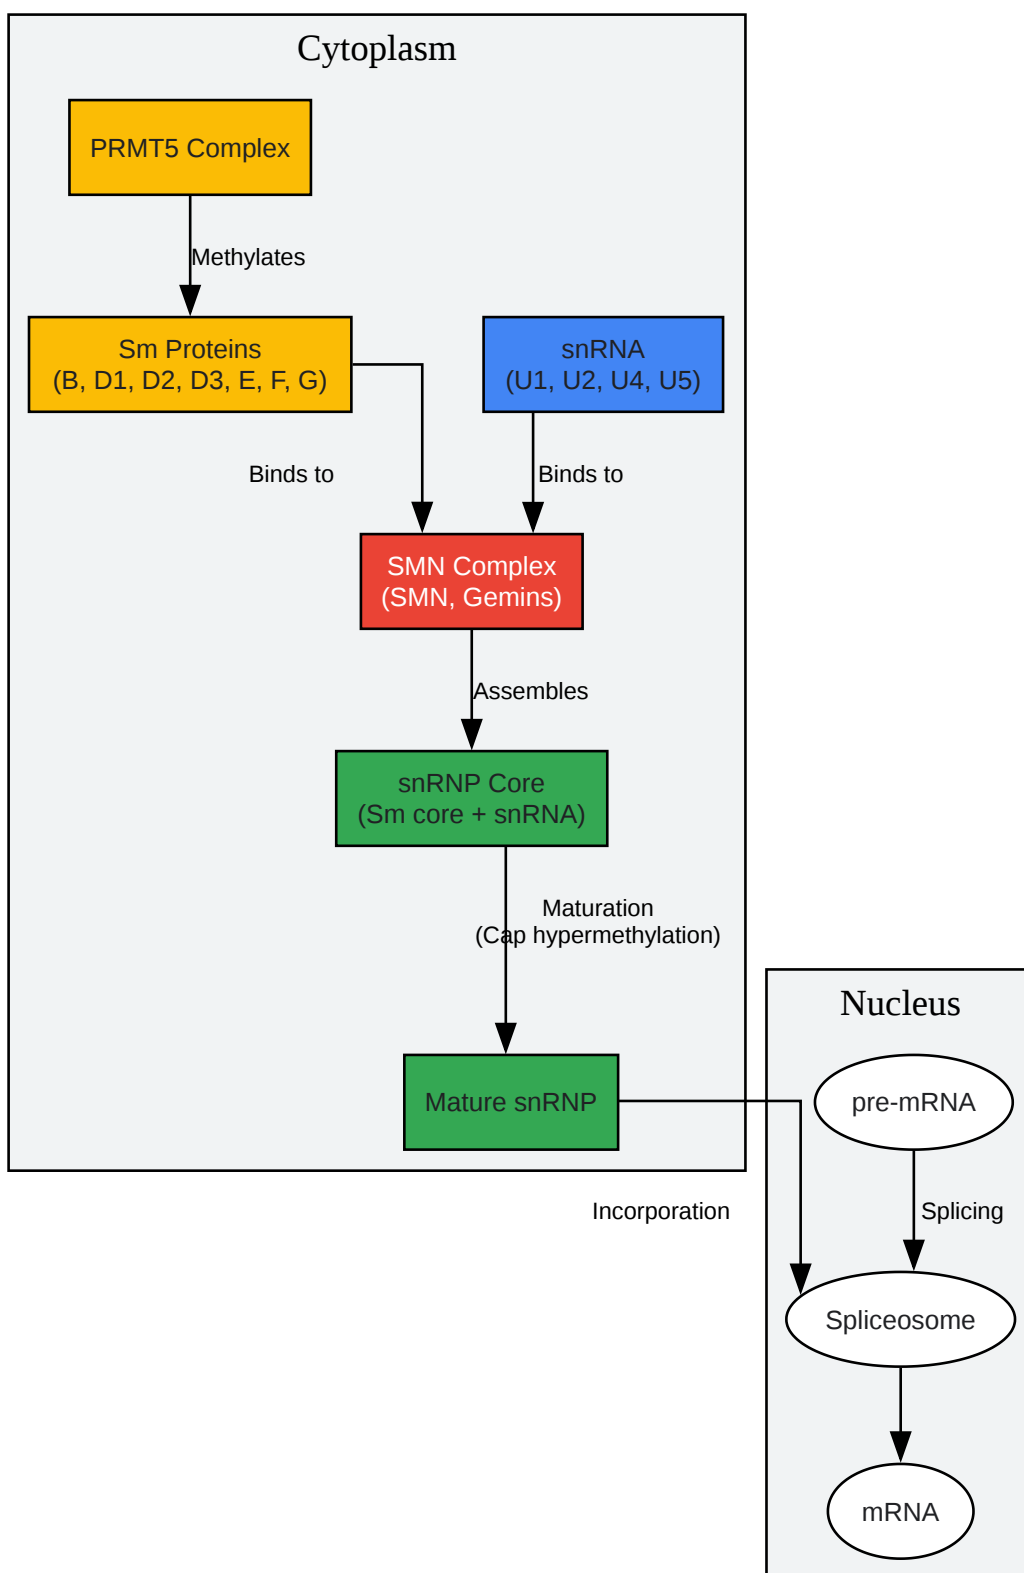 Cytoplasm
PRMT5 Complex
Methylates
Sm Proteins
(B, D1, D2, D3, E, F, G)
snRNA
(U1, U2, U4, U5)
Binds to
Binds to
SMN Complex
(SMN, Gemins)
Assembles
snRNP Core
(Sm core + snRNA)
Maturation
(Cap hypermethylation)
Mature snRNP
Incorporation
Nucleus
pre-mRNA
Splicing
Spliceosome
mRNA